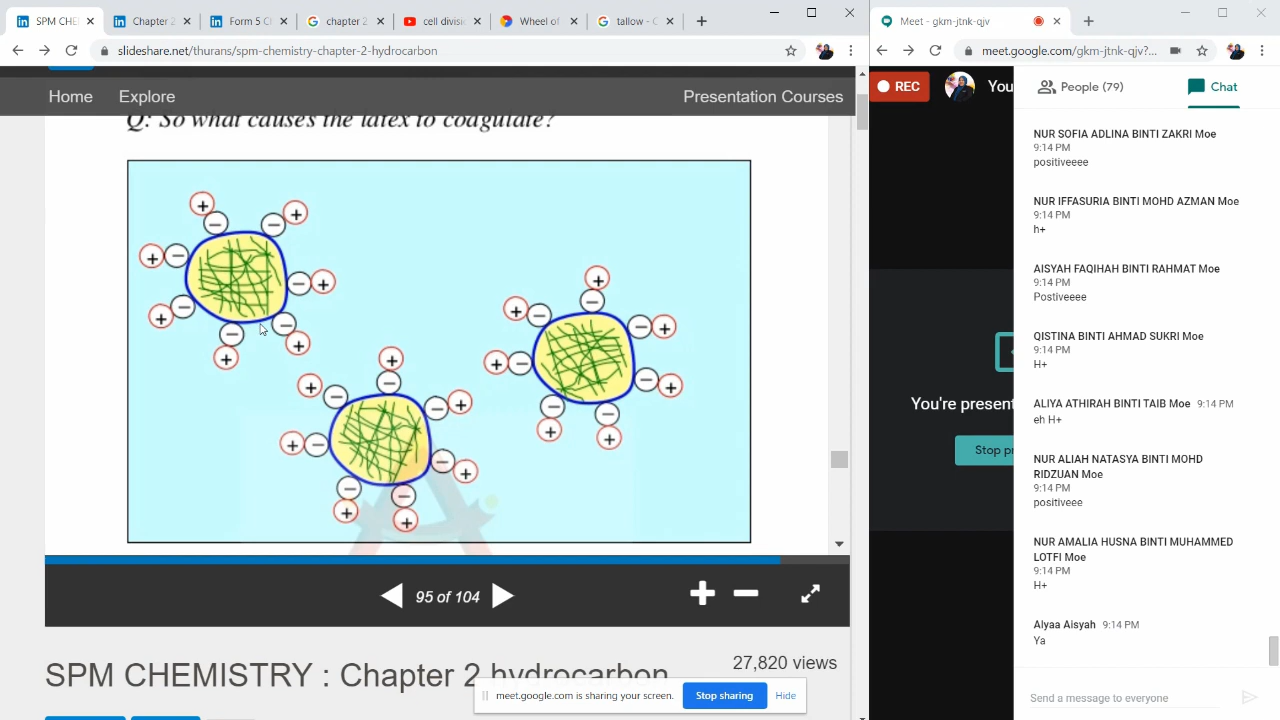 SPM CHE
Chapter 2
Form 5 Cl
chapter 2
cell divisi
Wheel of
tallow - G
Meet - gkm-jtnk-qjv
slideshare.net/thurans/spm-chemistry-chapter-2-hydrocarbon
meet.google.com/gkm-jtnk-qjv?...
Home Explore Presentation Courses
Q: So what causes the latex to coagulate?
95 of 104
SPM CHEMISTRY : Chapter 2 hydrocarbon
27,820 views
meet.google.com is sharing your screen. Stop sharing Hide
REC
You
You're present
Stop pr
People (79) Chat
NUR SOFIA ADLINA BINTI ZAKRI Moe
9:14 PM
positiveeee
NUR IFFASURIA BINTI MOHD AZMAN Moe
9:14 PM
h+
AISYAH FAQIHAH BINTI RAHMAT Moe
9:14 PM
Postiveeee
QISTINA BINTI AHMAD SUKRI Moe
9:14 PM
H+
ALIYA ATHIRAH BINTI TAIB Moe 9:14 PM
eh H+
NUR ALIAH NATASYA BINTI MOHD
RIDZUAN Moe
9:14 PM
positivee
NUR AMALIA HUSNA BINTI MUHAMMED
LOTFI Moe
9:14 PM
H+
Alyaa Aisyah 9:14 PM
Ya
Send a message to everyone